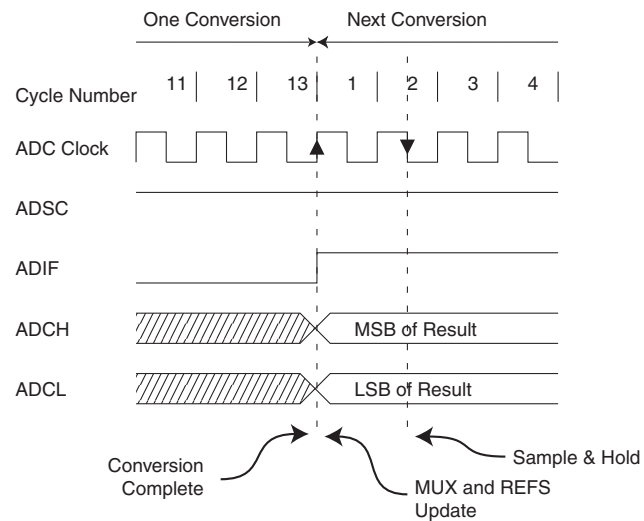 One Conversion Next Conversion
Cycle Number 11 12 13 1 2 3 4
ADC Clock
ADSC
ADIF
ADCH MSB of Result
ADCL LSB of Result
Conversion
Complete
MUX and REFS
Update
Sample & Hold